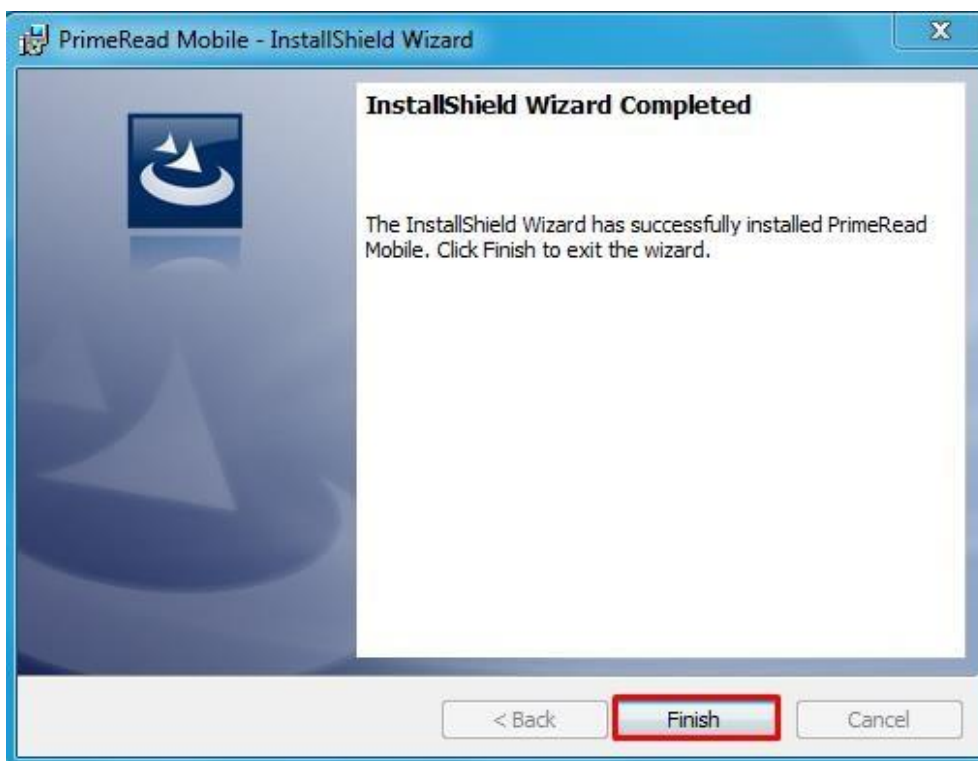 PrimeRead Mobile - InstallShield Wizard
X
InstallShield Wizard Completed
The InstallShield Wizard has successfully installed PrimeRead
Mobile. Click Finish to exit the wizard.
< Back
Finish
Cancel